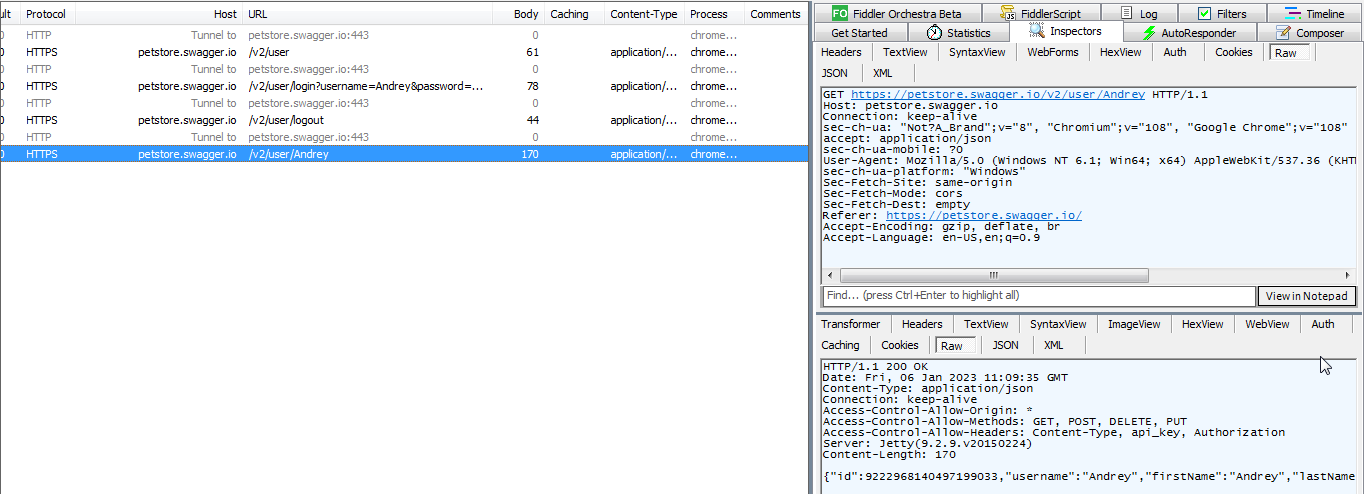 ult Protocol Host URL Body Caching Content-Type Process Comments
0 HTTP Tunnel to petstore.swagger.io:443 0 chrome...
0 HTTPS petstore.swagger.io /v2/user 61 application/... chrome...
0 HTTP Tunnel to petstore.swagger.io:443 0 chrome...
0 HTTPS petstore.swagger.io /v2/user/login?username=Andrey&password=... 78 application/... chrome...
0 HTTPS petstore.swagger.io /v2/user/logout 44 application/... chrome...
0 HTTP Tunnel to petstore.swagger.io:443 0 chrome...
0 HTTPS petstore.swagger.io /v2/user/Andrey 170 application/... chrome...
FO Fiddler Orchestra Beta FiddlerScript Log Filters Timeline
Get Started Statistics Inspectors AutoResponder Composer
Headers TextView SyntaxView WebForms HexView Auth Cookies Raw
JSON XML
GET https://petstore.swagger.io/v2/user/Andrey HTTP/1.1
Host: petstore.swagger.io
Connection: keep-alive
sec-ch-ua: "Not?A_Brand";v="8", "Chromium";v="108", "Google Chrome";v="108"
accept: application/json
sec-ch-ua-mobile: ?0
User-Agent: Mozilla/5.0 (Windows NT 6.1; Win64; x64) AppleWebKit/537.36 (KHT
sec-ch-ua-platform: "Windows"
Sec-Fetch-Site: same-origin
Sec-Fetch-Mode: cors
Sec-Fetch-Dest: empty
Referer: https://petstore.swagger.io/
Accept-Encoding: gzip, deflate, br
Accept-Language: en-US,en;q=0.9
Find... (press Ctrl+Enter to highlight all) View in Notepad
Transformer Headers TextView SyntaxView ImageView HexView WebView Auth
Caching Cookies Raw JSON XML
HTTP/1.1 200 OK
Date: Fri, 06 Jan 2023 11:09:35 GMT
Content-Type: application/json
Connection: keep-alive
Access-Control-Allow-Origin: *
Access-Control-Allow-Methods: GET, POST, DELETE, PUT
Access-Control-Allow-Headers: Content-Type, api_key, Authorization
Server: Jetty(9.2.9.v20150224)
Content-Length: 170
{"id":9222968140497199033,"username":"Andrey","firstName":"Andrey","lastName